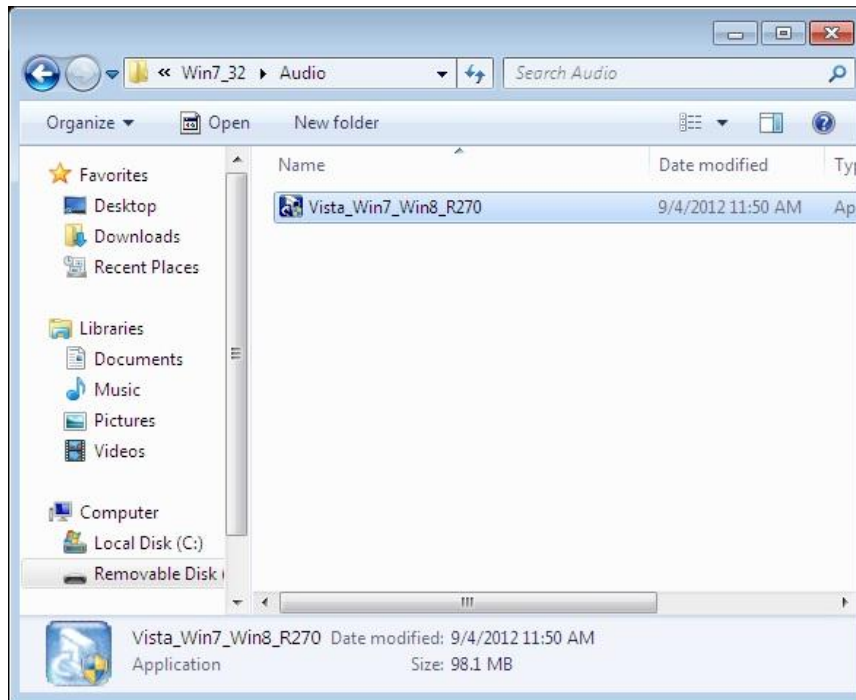 « Win7_32 ▸ Audio
Search Audio
Organize ▾ Open New folder
Name Date modified
Vista_Win7_Win8_R270 9/4/2012 11:50 AM
Favorites
Desktop
Downloads
Recent Places
Libraries
Documents
Music
Pictures
Videos
Computer
Local Disk (C:)
Removable Disk (
Vista_Win7_Win8_R270 Date modified: 9/4/2012 11:50 AM
Application Size: 98.1 MB